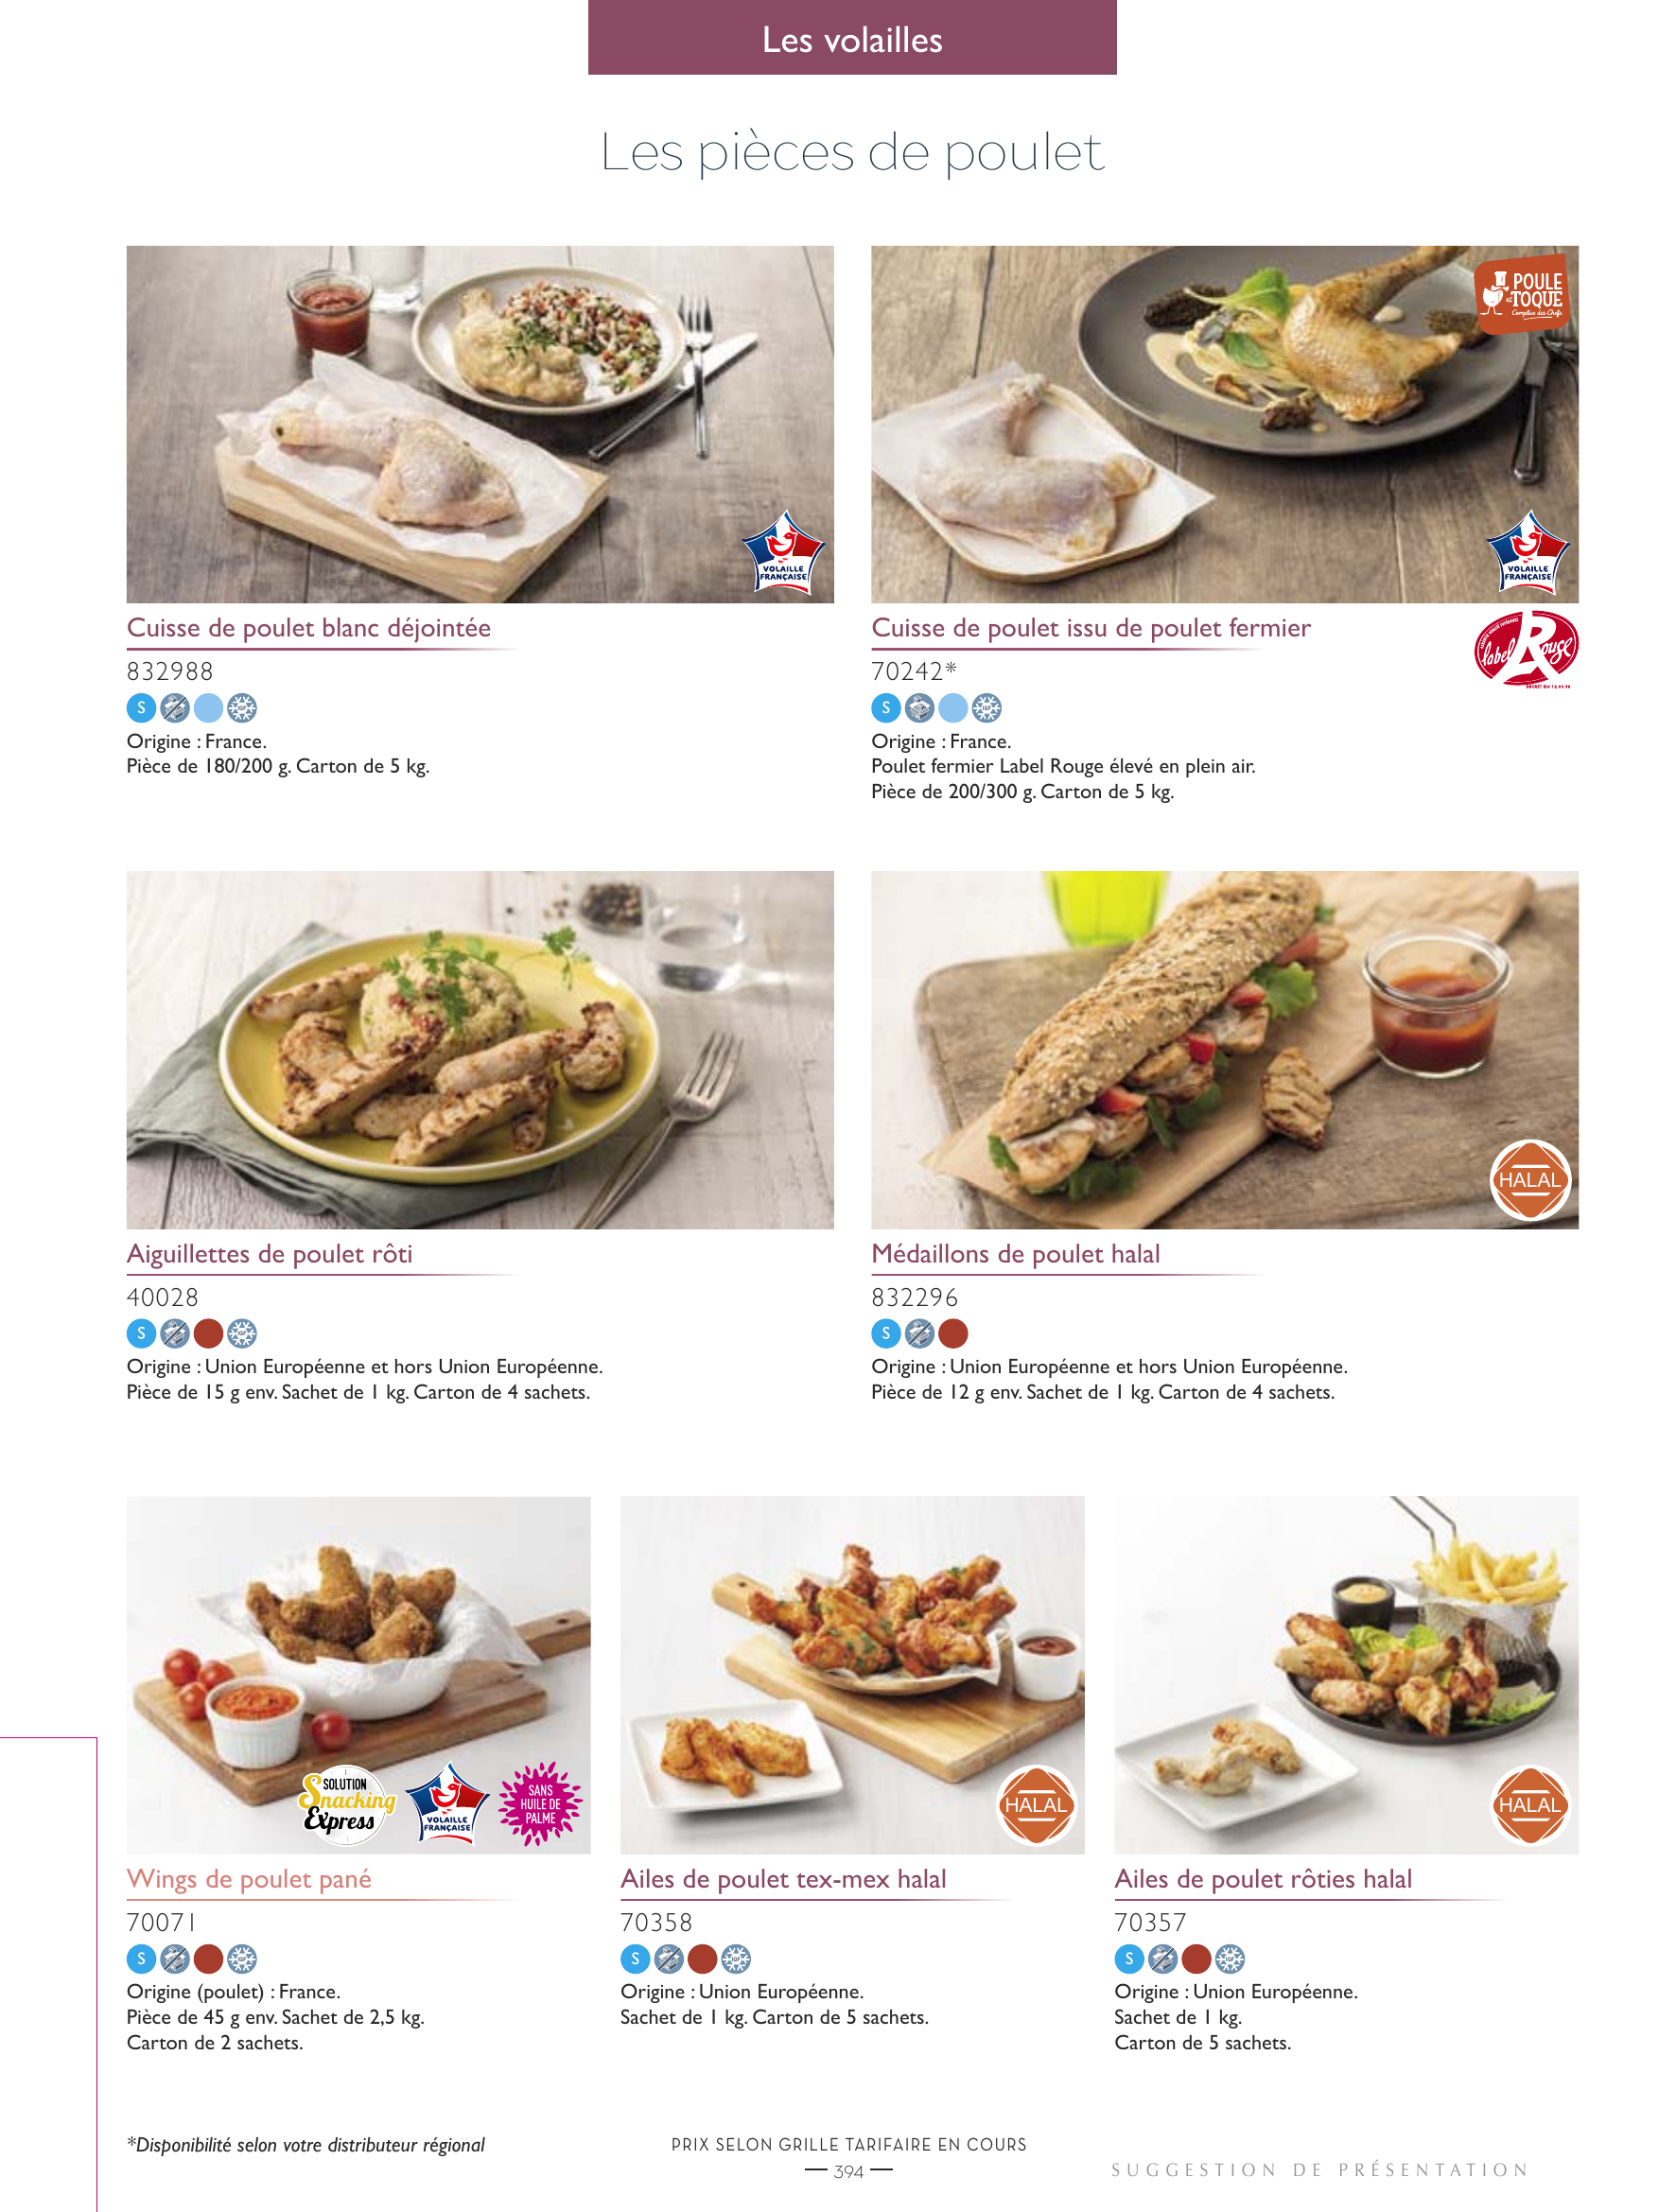 Les volailles
Les pièces de poulet
POULE
et TOQUE
Complice des Chefs
VOLAILLE
FRANÇAISE
VOLAILLE
FRANÇAISE
Cuisse de poulet blanc déjointée
832988
S
Origine : France.
Pièce de 180/200 g. Carton de 5 kg.
Cuisse de poulet issu de poulet fermier
Label Rouge
70242*
S
Origine : France.
Poulet fermier Label Rouge élevé en plein air.
Pièce de 200/300 g. Carton de 5 kg.
HALAL
Aiguillettes de poulet rôti
40028
S
Origine : Union Européenne et hors Union Européenne.
Pièce de 15 g env. Sachet de 1 kg. Carton de 4 sachets.
Médaillons de poulet halal
832296
S
Origine : Union Européenne et hors Union Européenne.
Pièce de 12 g env. Sachet de 1 kg. Carton de 4 sachets.
SOLUTION
Snacking
Express
VOLAILLE
FRANÇAISE
SANS
HUILE DE
PALME
HALAL
HALAL
Wings de poulet pané
70071
S
Origine (poulet) : France.
Pièce de 45 g env. Sachet de 2,5 kg.
Carton de 2 sachets.
Ailes de poulet tex-mex halal
70358
S
Origine : Union Européenne.
Sachet de 1 kg. Carton de 5 sachets.
Ailes de poulet rôties halal
70357
S
Origine : Union Européenne.
Sachet de 1 kg.
Carton de 5 sachets.
*Disponibilité selon votre distributeur régional
PRIX SELON GRILLE TARIFAIRE EN COURS
394
SUGGESTION DE PRÉSENTATION